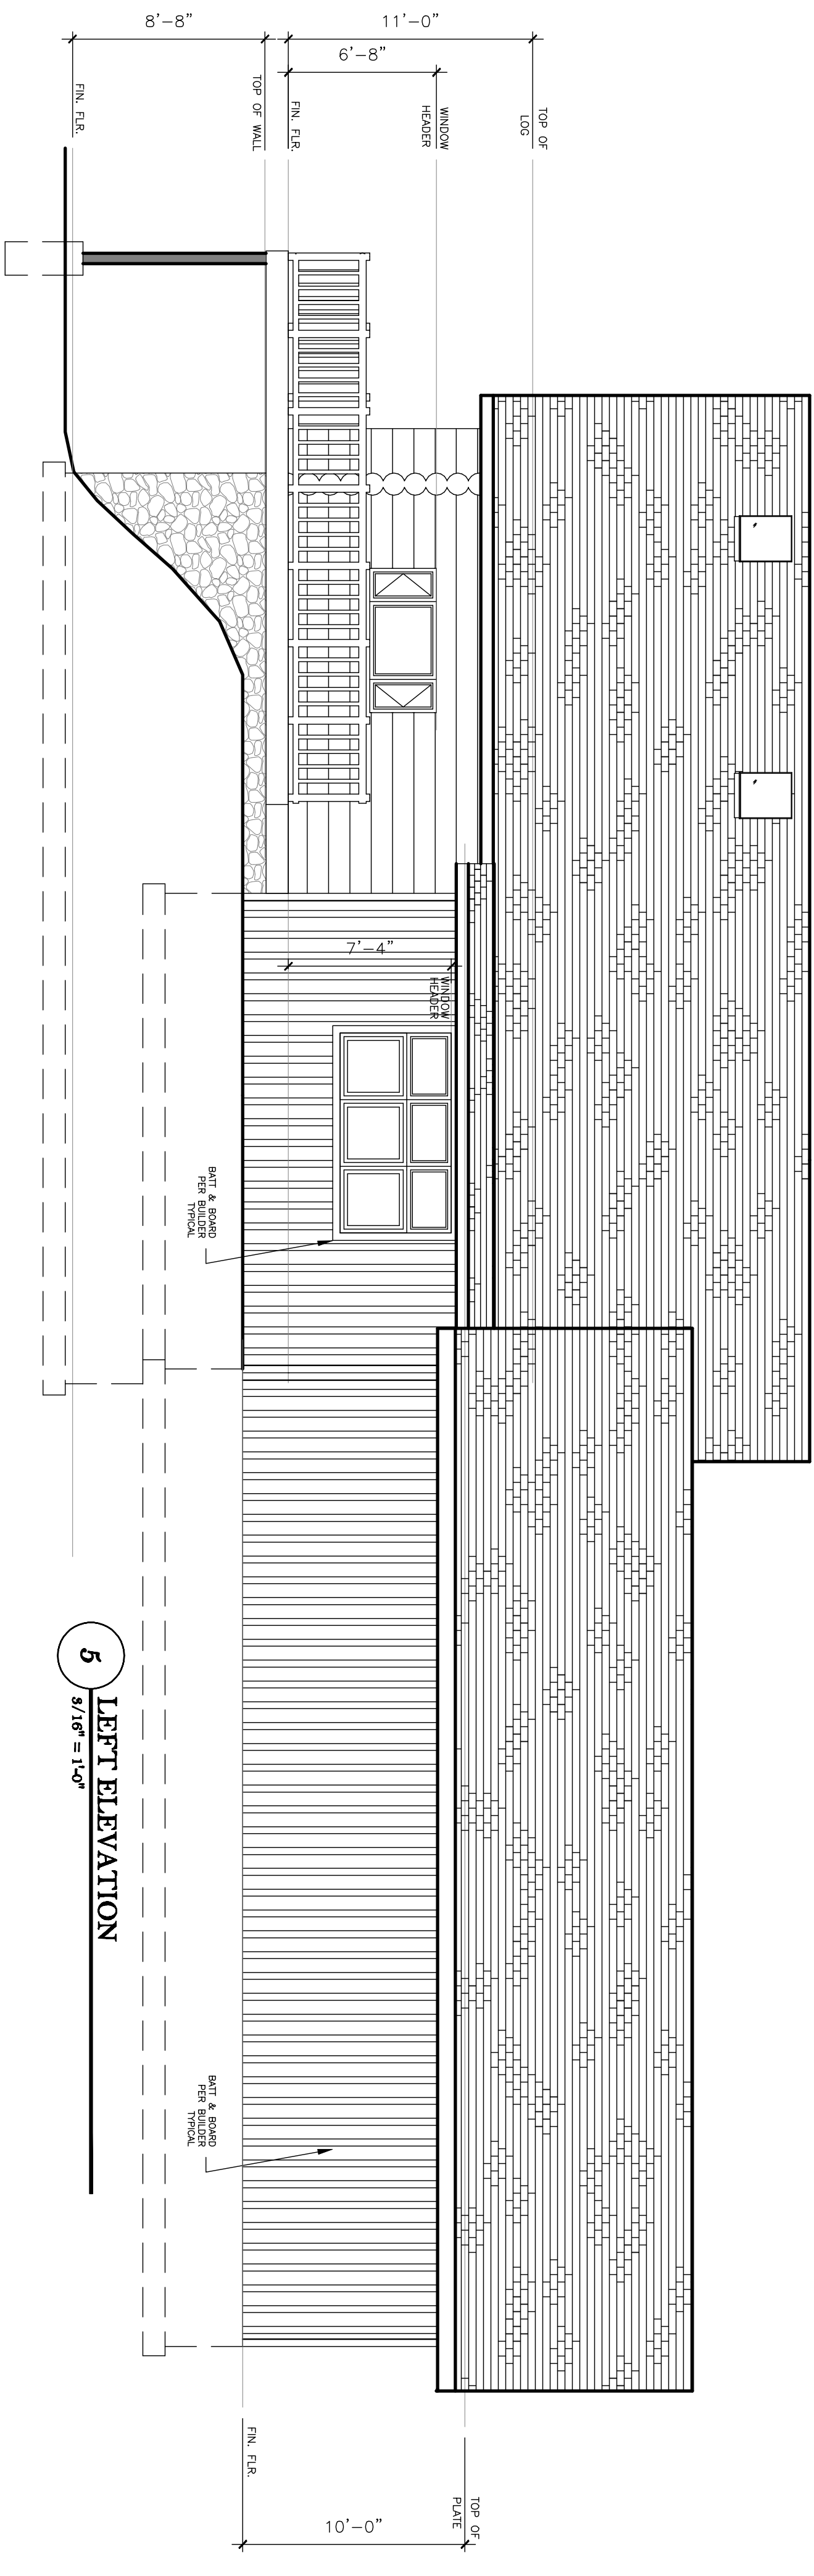 8'-8"
11'-0"
6'-8"
FIN. FLR.
TOP OF WALL
FIN. FLR.
WINDOW
HEADER
TOP OF
LOG
7'-4"
WINDOW
HEADER
BATT & BOARD
PER BUILDER
TYPICAL
5
LEFT ELEVATION
3/16" = 1'-0"
BATT & BOARD
PER BUILDER
TYPICAL
FIN. FLR.
TOP OF
PLATE
10'-0"